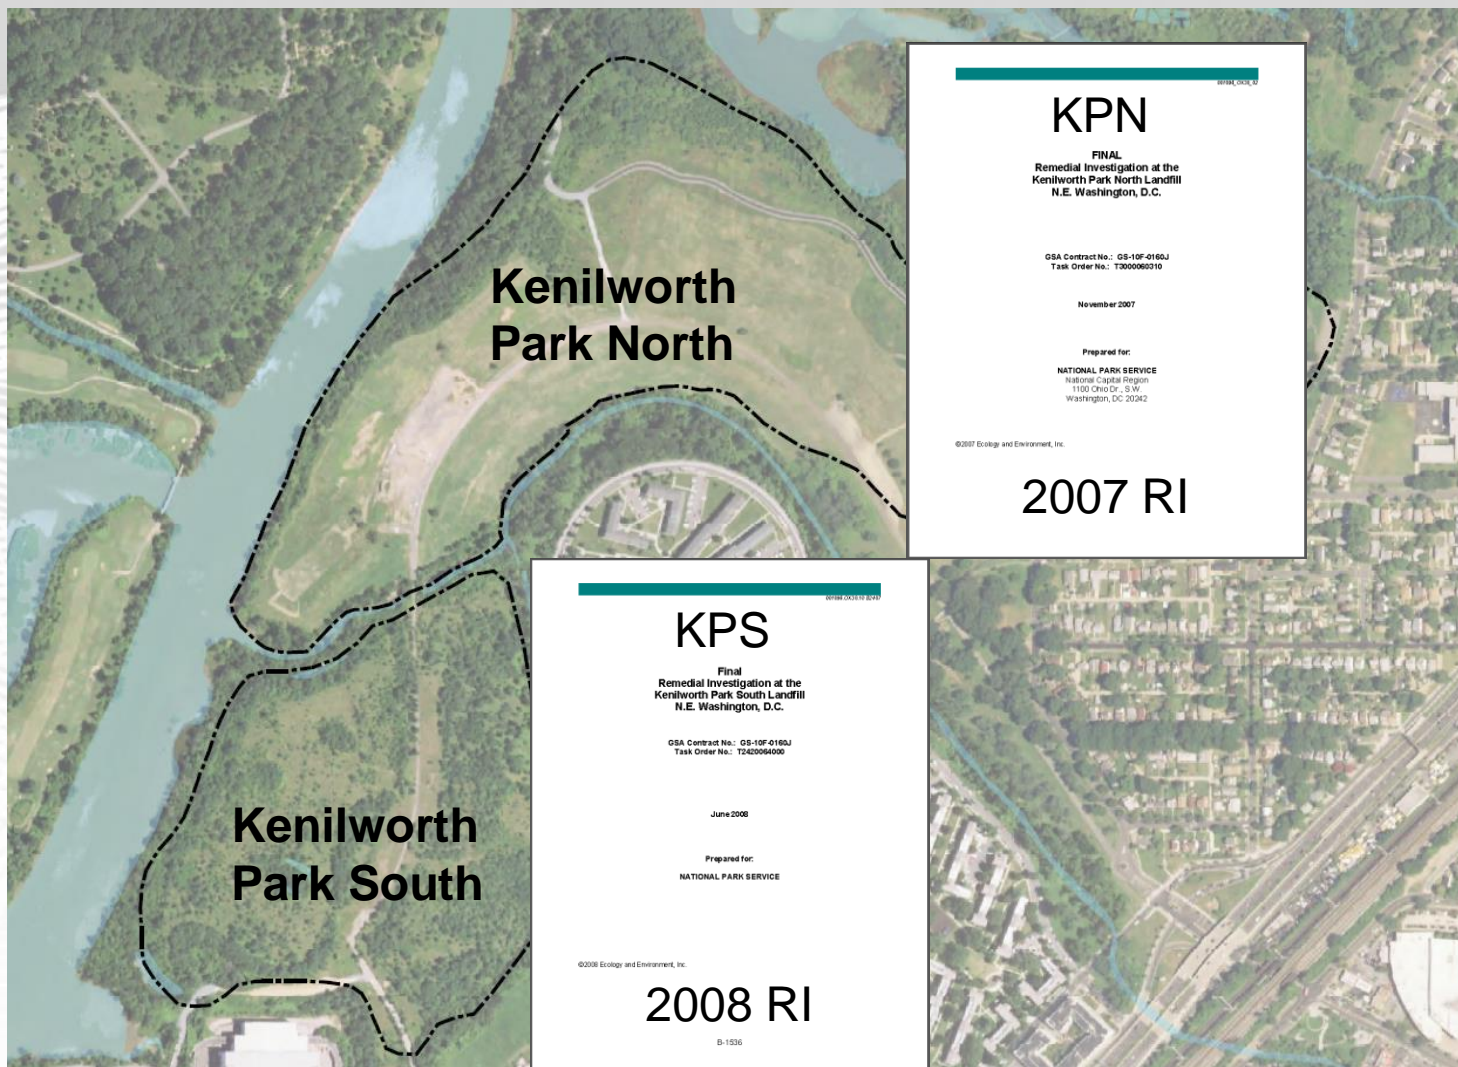 Kenilworth
Park North
Kenilworth
Park South
KPN
FINAL
Remedial Investigation at the
Kenilworth Park North Landfill
N.E. Washington, D.C.
GSA Contract No.: GS-10F-0160J
Task Order No.: T3000060310
November 2007
Prepared for:
NATIONAL PARK SERVICE
National Capital Region
1100 Ohio Dr., S.W.
Washington, DC 20242
©2007 Ecology and Environment, Inc.
2007 RI
KPS
Final
Remedial Investigation at the
Kenilworth Park South Landfill
N.E. Washington, D.C.
GSA Contract No.: GS-10F-0160J
Task Order No.: T2420064000
June 2008
Prepared for:
NATIONAL PARK SERVICE
©2008 Ecology and Environment, Inc.
2008 RI
B-1536